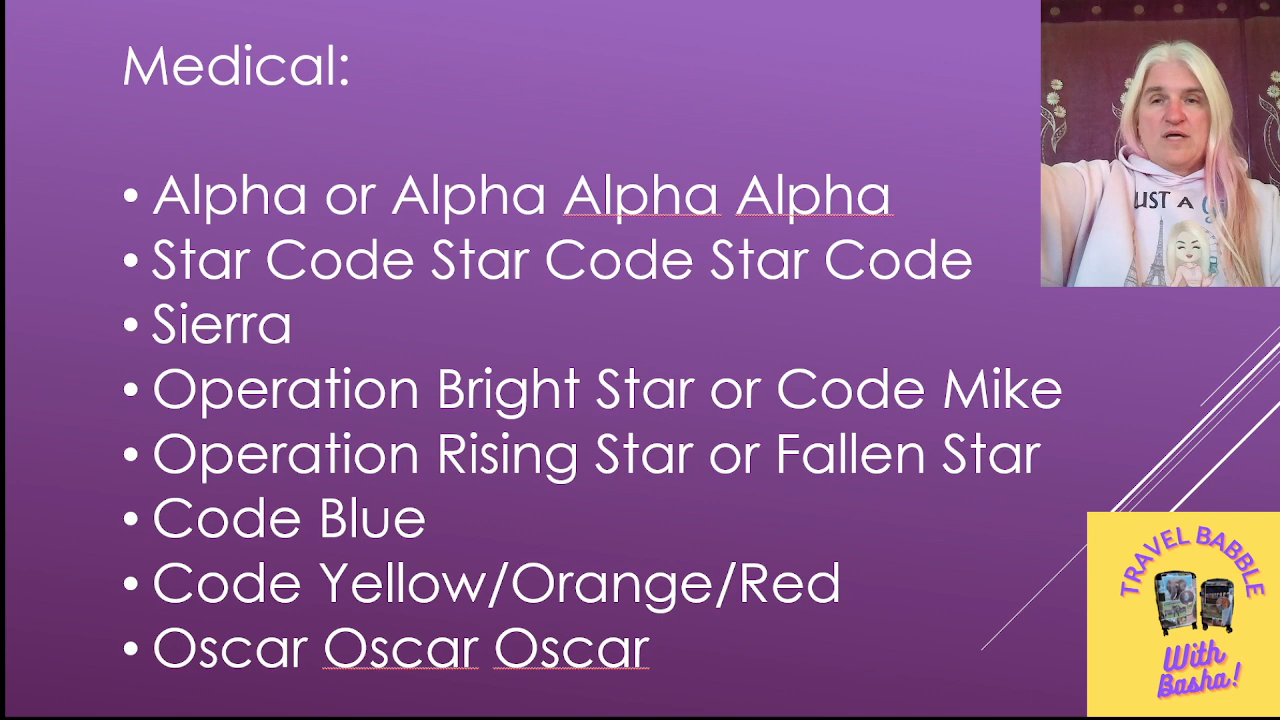 Medical:
• Alpha or Alpha Alpha Alpha
• Star Code Star Code Star Code
• Sierra
• Operation Bright Star or Code Mike
• Operation Rising Star or Fallen Star
• Code Blue
• Code Yellow/Orange/Red
• Oscar Oscar Oscar
UST A
TRAVEL BABBLE
With
Basha!